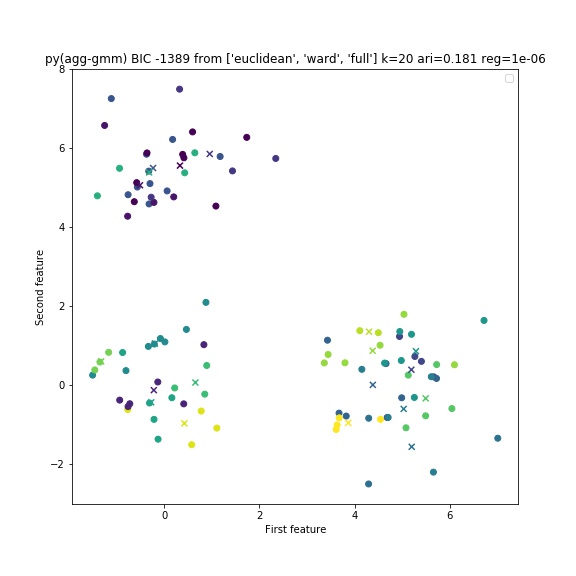 py(agg-gmm) BIC -1389 from ['euclidean', 'ward', 'full'] k=20 ari=0.181 reg=1e-06
8
6
4
2
0
−2
Second feature
0 2 4 6
First feature